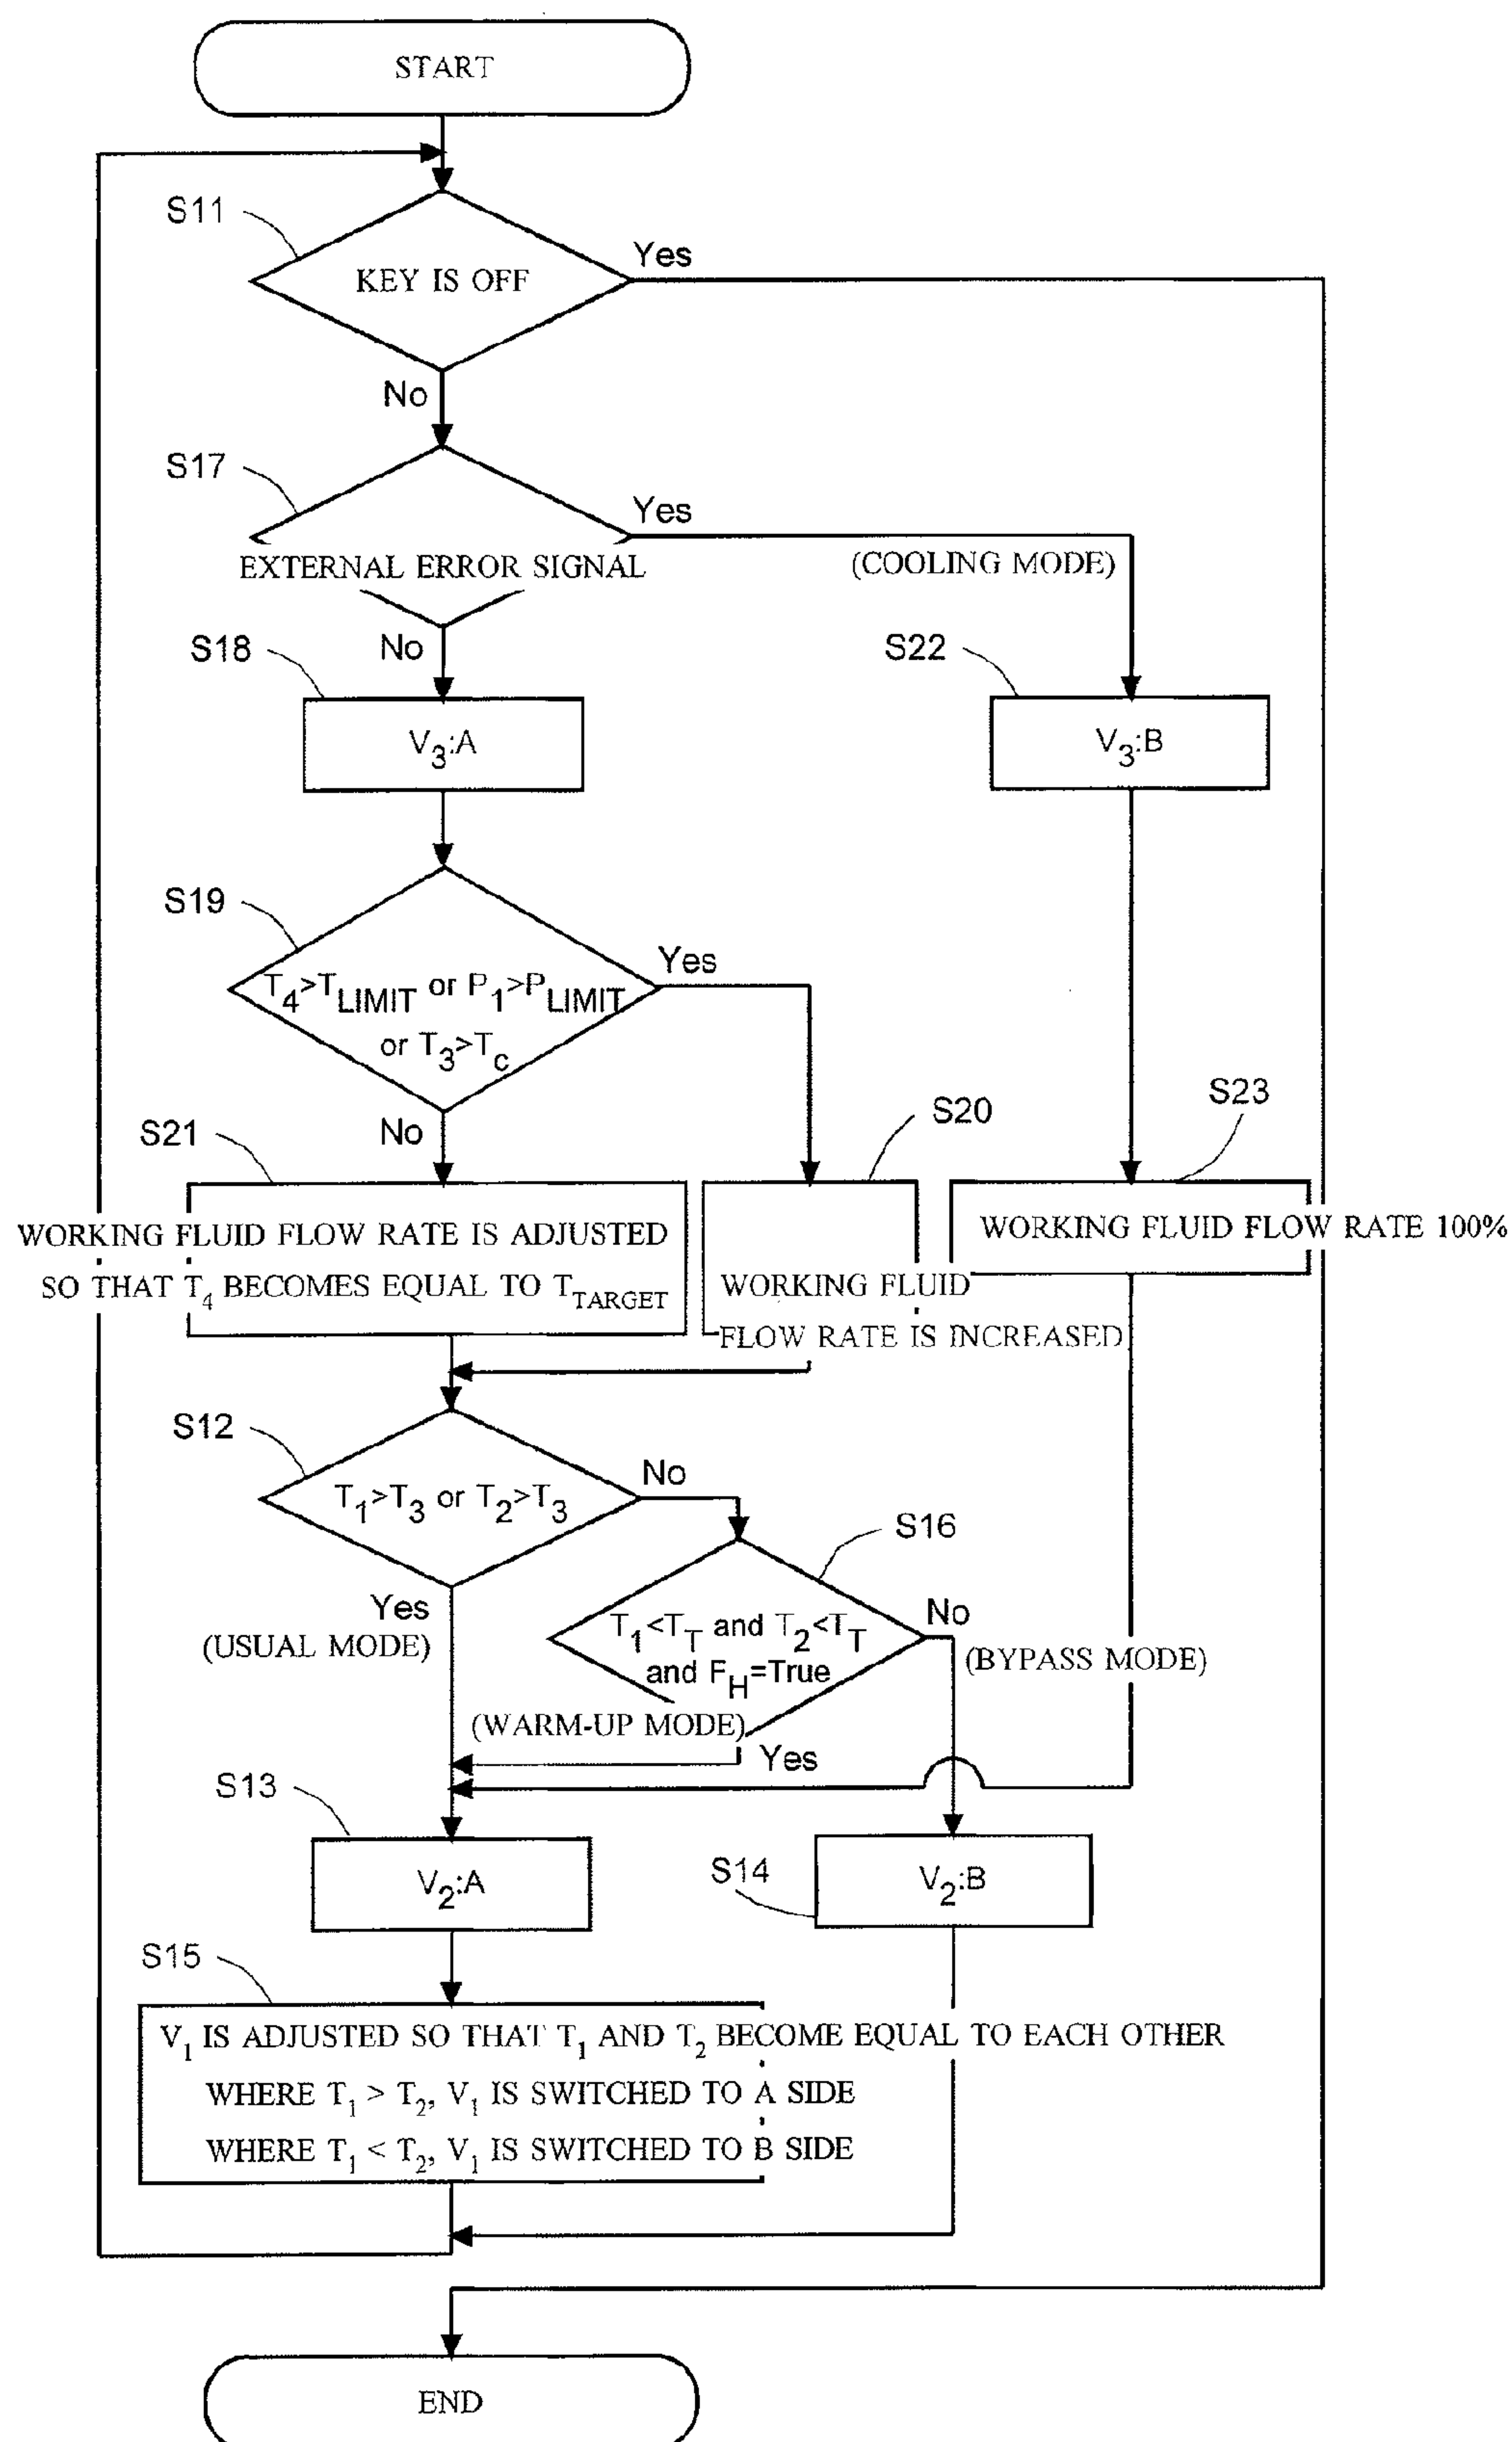 START
S11
KEY IS OFF
Yes
No
S17
EXTERNAL ERROR SIGNAL
Yes
(COOLING MODE)
No
S18
V3:A
S22
V3:B
S19
T4>TLIMIT or P1>PLIMIT
or T3>Tc
Yes
No
S21
WORKING FLUID FLOW RATE IS ADJUSTED
SO THAT T4 BECOMES EQUAL TO TTARGET
S20
WORKING FLUID
FLOW RATE IS INCREASED
S23
WORKING FLUID FLOW RATE 100%
S12
T1>T3 or T2>T3
No
Yes
(USUAL MODE)
S16
T1<TT and T2<TT
and FH=True
No
(BYPASS MODE)
(WARM-UP MODE)
Yes
S13
V2:A
S14
V2:B
S15
V1 IS ADJUSTED SO THAT T1 AND T2 BECOME EQUAL TO EACH OTHER
WHERE T1 > T2, V1 IS SWITCHED TO A SIDE
WHERE T1 < T2, V1 IS SWITCHED TO B SIDE
END